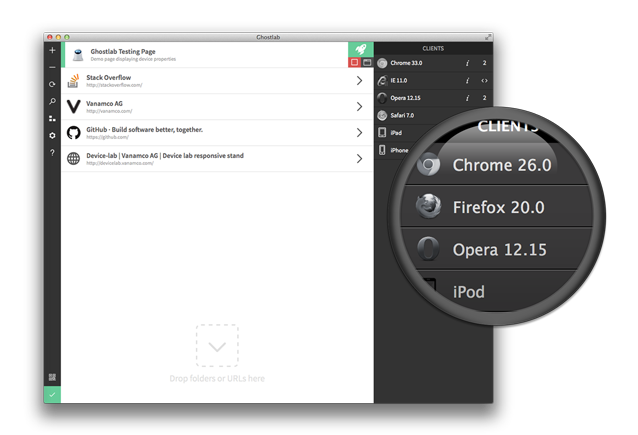 Ghostlab
Ghostlab Testing Page
Demo page displaying device properties
Stack Overflow
http://stackoverflow.com/
Vanamco AG
http://vanamco.com/
GitHub · Build software better, together.
https://github.com/
Device-lab | Vanamco AG | Device lab responsive stand
http://devicelab.vanamco.com/
Drop folders or URLs here
CLIENTS
Chrome 33.0 i 2
IE 11.0 i <>
Opera 12.15 i 2
Safari 7.0
iPad
iPhone
CLIENTS
Chrome 26.0
Firefox 20.0
Opera 12.15
iPod